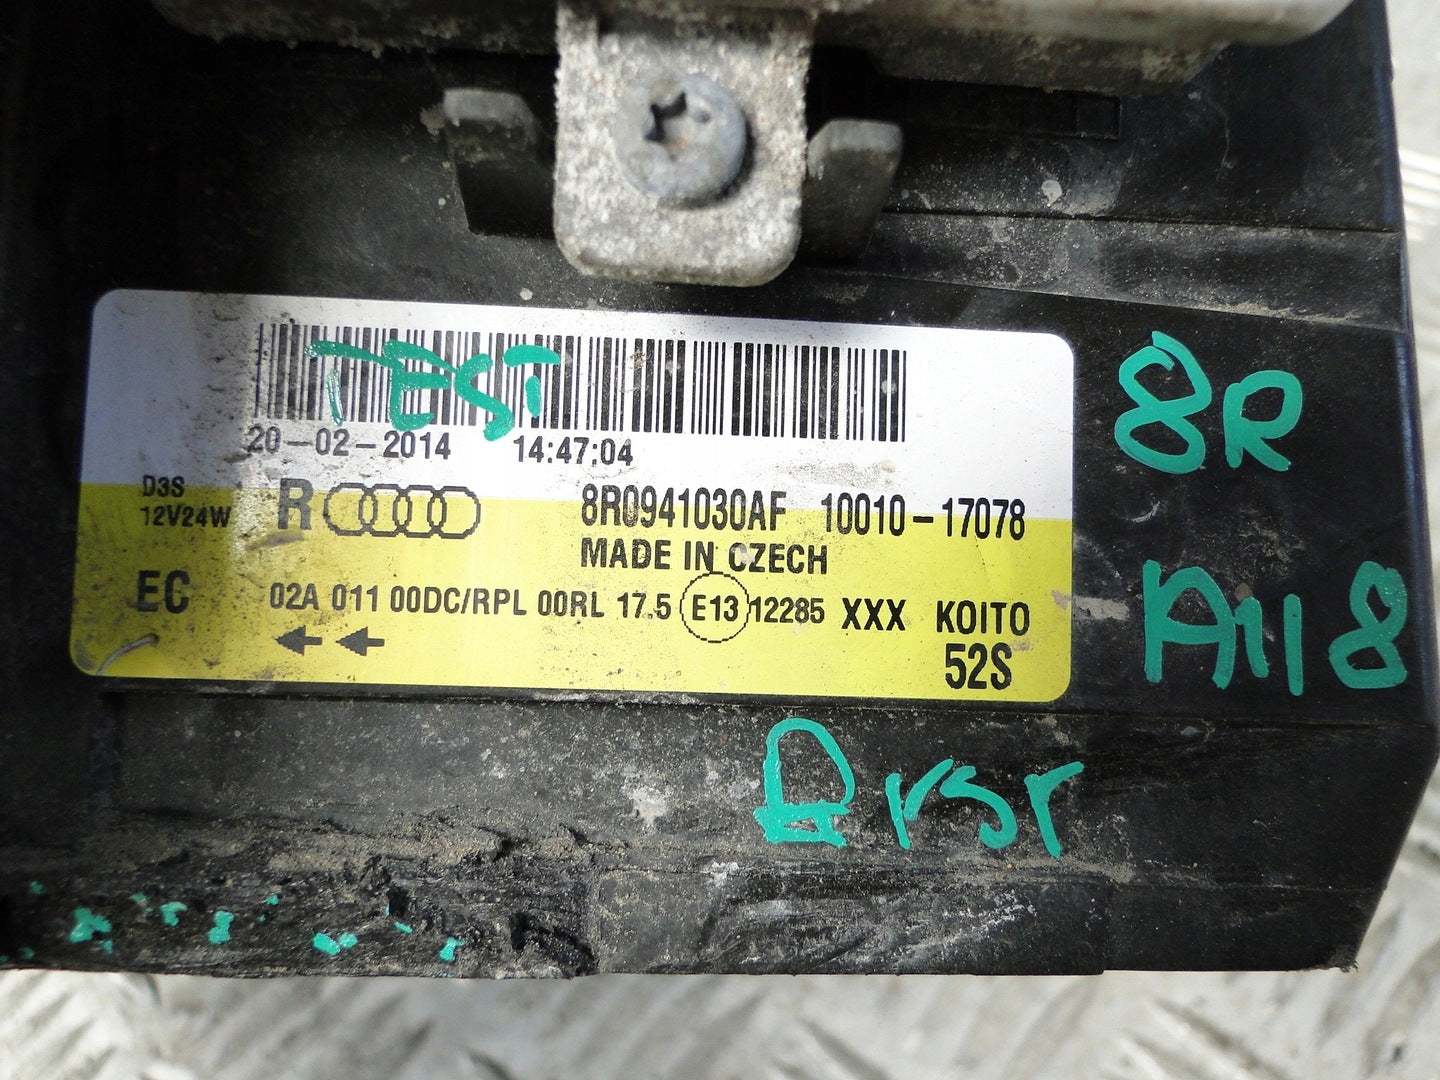 TEST
20-02-2014 14:47:04
8R
D3S
12V24W
R
8R0941030AF 10010-17078
MADE IN CZECH
EC
02A 011 00DC/RPL 00RL 17.5 E13 12285 XXX KOITO
52S
A118